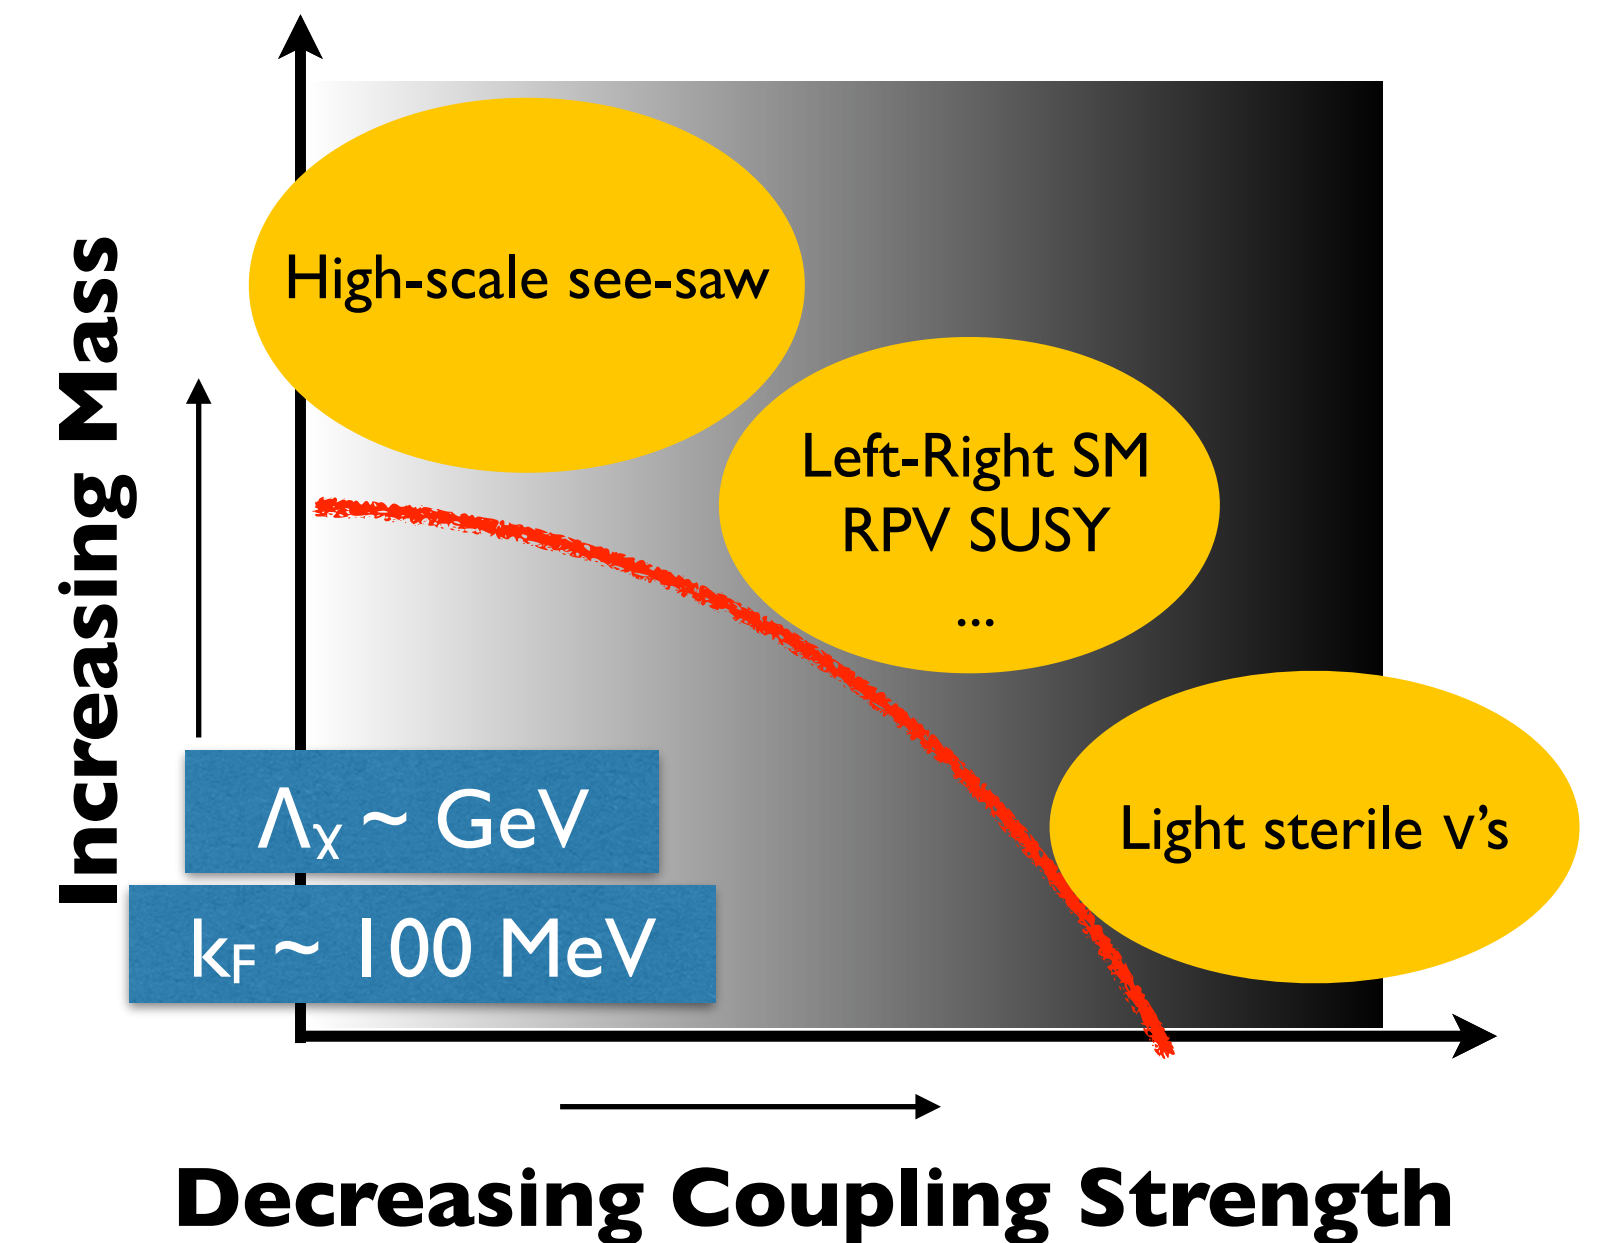 Increasing Mass
High-scale see-saw
Left-Right SM
RPV SUSY
...
Light sterile ν's
Λχ ~ GeV
kF ~ 100 MeV
Decreasing Coupling Strength